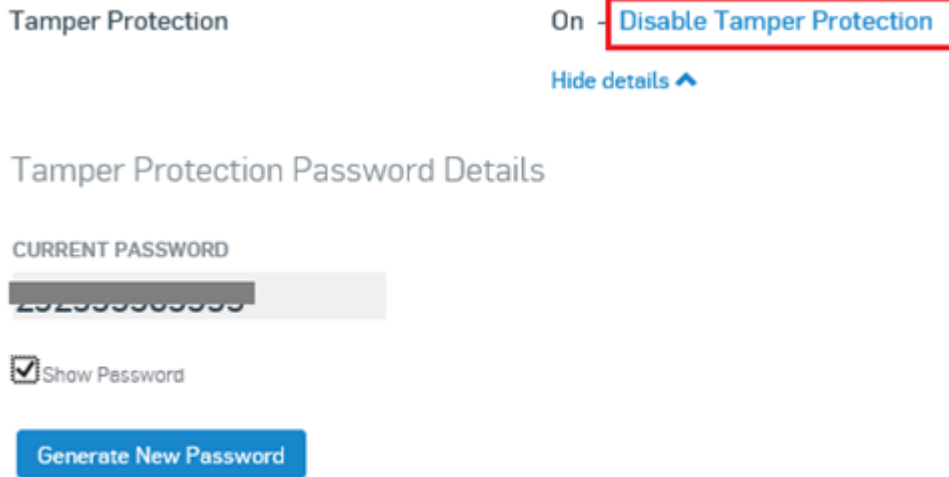 Tamper Protection On - Disable Tamper Protection
Hide details
Tamper Protection Password Details
CURRENT PASSWORD
Show Password
Generate New Password